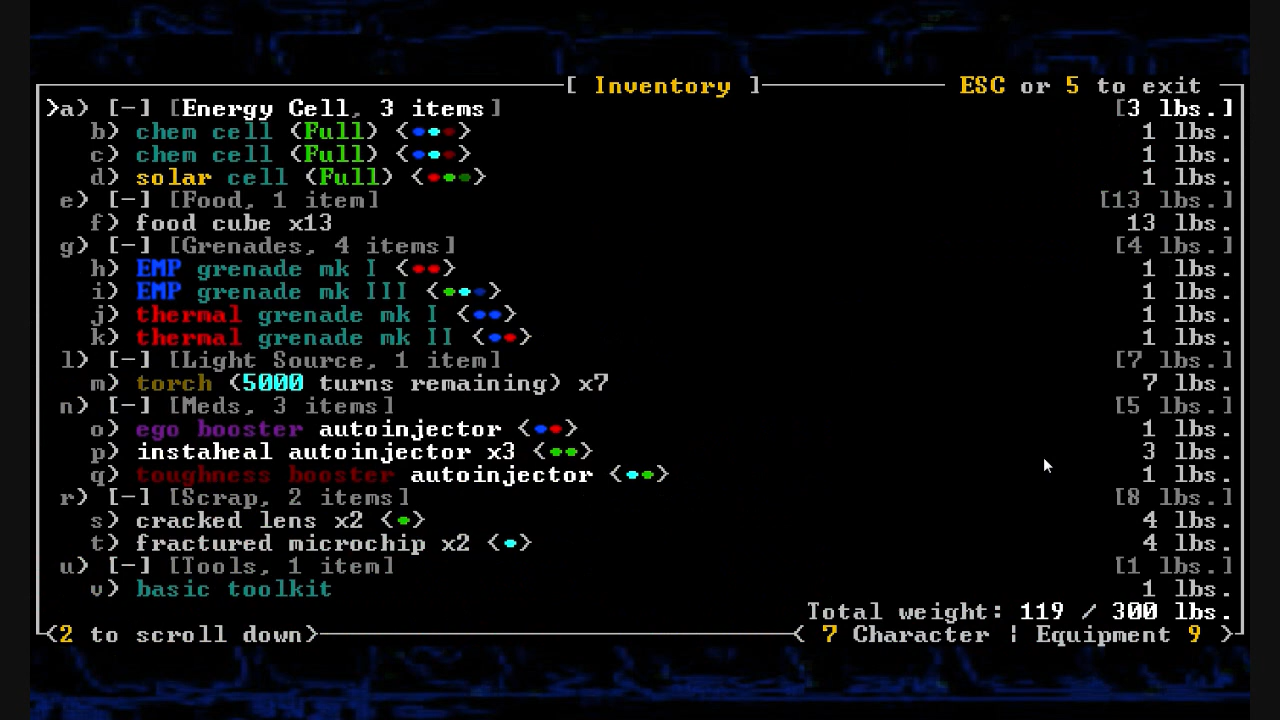 [ Inventory ] ESC or 5 to exit
>a) [-] [Energy Cell, 3 items] [3 lbs.]
b) chem cell (Full) <•••> 1 lbs.
c) chem cell (Full) <•••> 1 lbs.
d) solar cell (Full) <•••> 1 lbs.
e) [-] [Food, 1 item] [13 lbs.]
f) food cube x13 13 lbs.
g) [-] [Grenades, 4 items] [4 lbs.]
h) EMP grenade mk I <••> 1 lbs.
i) EMP grenade mk III <•••> 1 lbs.
j) thermal grenade mk I <••> 1 lbs.
k) thermal grenade mk II <••> 1 lbs.
l) [-] [Light Source, 1 item] [7 lbs.]
m) torch (5000 turns remaining) x7 7 lbs.
n) [-] [Meds, 3 items] [5 lbs.]
o) ego booster autoinjector <••> 1 lbs.
p) instaheal autoinjector x3 <••> 3 lbs.
q) toughness booster autoinjector <••> 1 lbs.
r) [-] [Scrap, 2 items] [8 lbs.]
s) cracked lens x2 <•> 4 lbs.
t) fractured microchip x2 <•> 4 lbs.
u) [-] [Tools, 1 item] [1 lbs.]
v) basic toolkit 1 lbs.
Total weight: 119 / 300 lbs.
<2 to scroll down> < 7 Character | Equipment 9 >